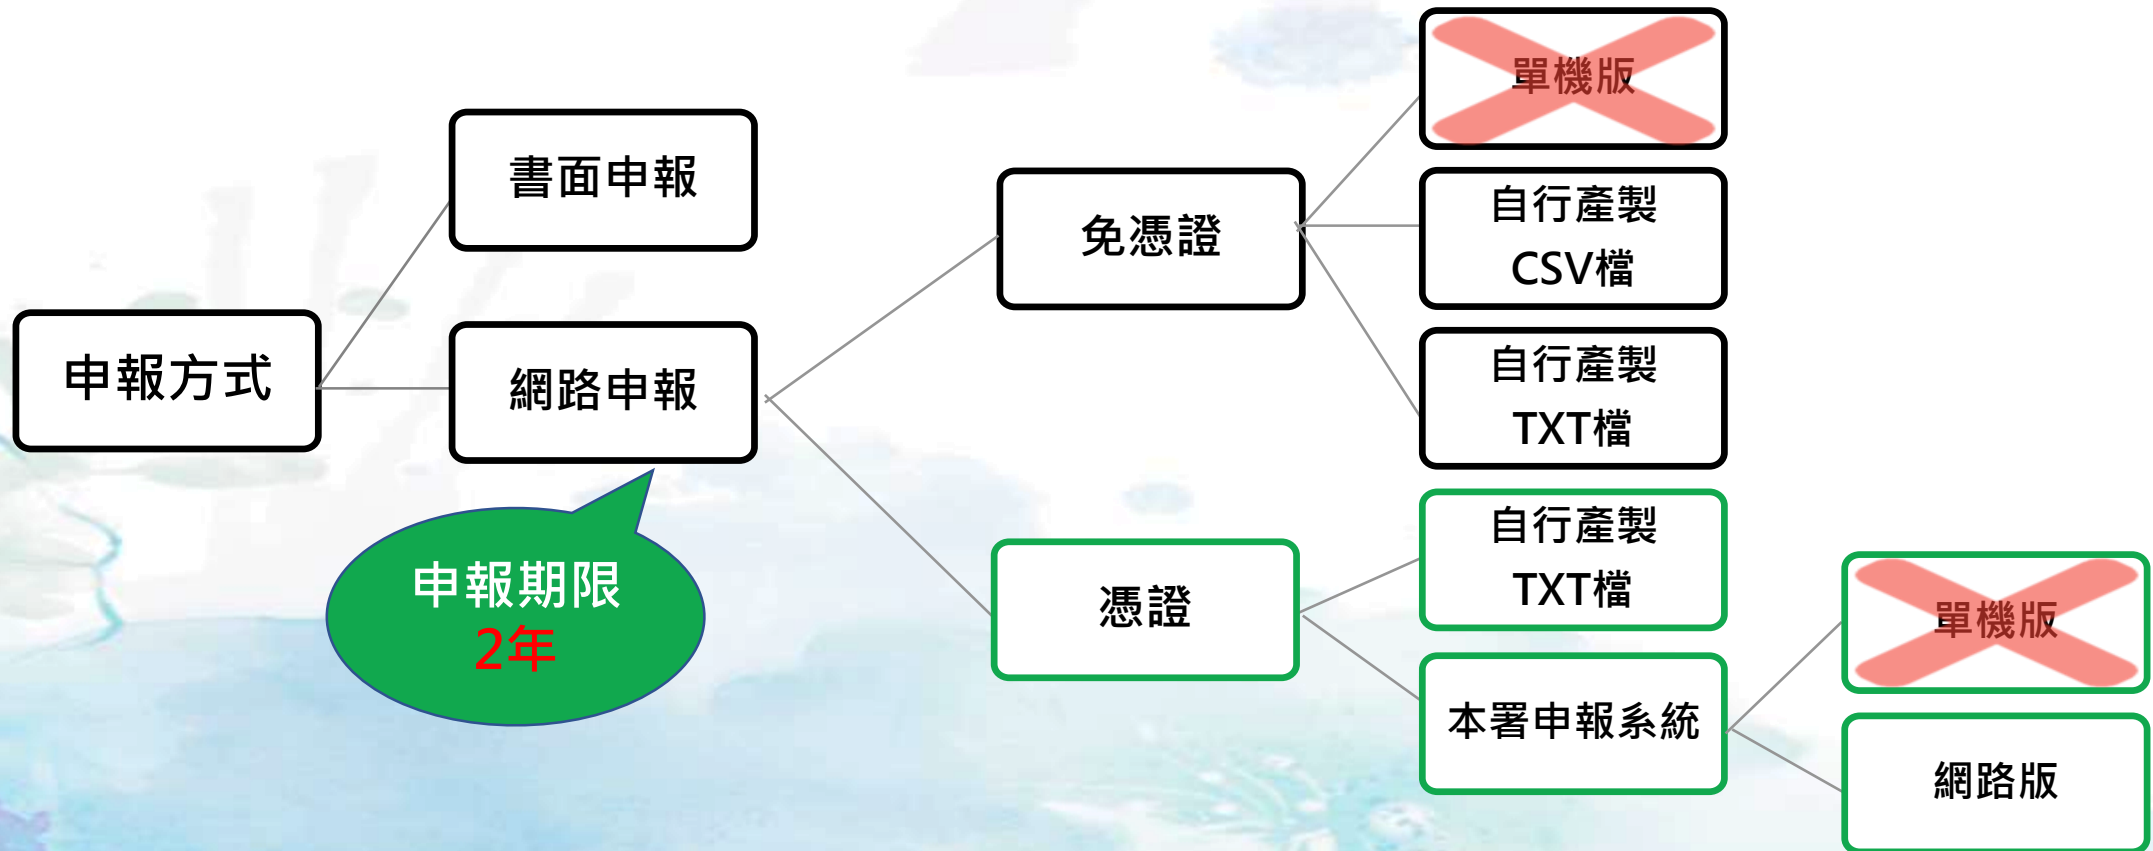 申報方式
書面申報
網路申報
申報期限
2年
免憑證
憑證
單機版
自行產製
CSV檔
自行產製
TXT檔
自行產製
TXT檔
本署申報系統
單機版
網路版